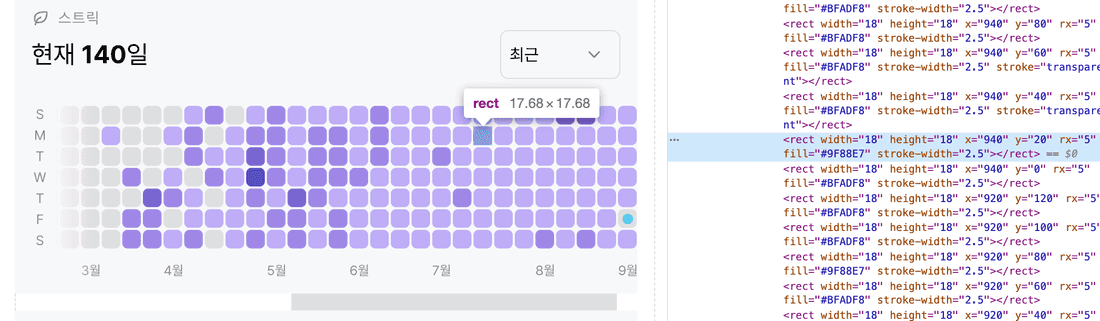 스트릭
현재 140일
최근
rect 17.68×17.68
S
M
T
W
T
F
S
3월 4월 5월 6월 7월 8월 9월
fill="#BFADF8" stroke-width="2.5"></rect>
<rect width="18" height="18" x="940" y="80" rx="5"
fill="#BFADF8" stroke-width="2.5"></rect>
<rect width="18" height="18" x="940" y="60" rx="5"
fill="#BFADF8" stroke-width="2.5" stroke="transpare
nt"></rect>
<rect width="18" height="18" x="940" y="40" rx="5"
fill="#BFADF8" stroke-width="2.5" stroke="transpare
nt"></rect>
… <rect width="18" height="18" x="940" y="20" rx="5"
fill="#9F88E7" stroke-width="2.5"></rect> == $0
<rect width="18" height="18" x="940" y="0" rx="5"
fill="#BFADF8" stroke-width="2.5"></rect>
<rect width="18" height="18" x="920" y="120" rx="5"
fill="#BFADF8" stroke-width="2.5"></rect>
<rect width="18" height="18" x="920" y="100" rx="5"
fill="#BFADF8" stroke-width="2.5"></rect>
<rect width="18" height="18" x="920" y="80" rx="5"
fill="#9F88E7" stroke-width="2.5"></rect>
<rect width="18" height="18" x="920" y="60" rx="5"
fill="#BFADF8" stroke-width="2.5"></rect>
<rect width="18" height="18" x="920" y="40" rx="5"